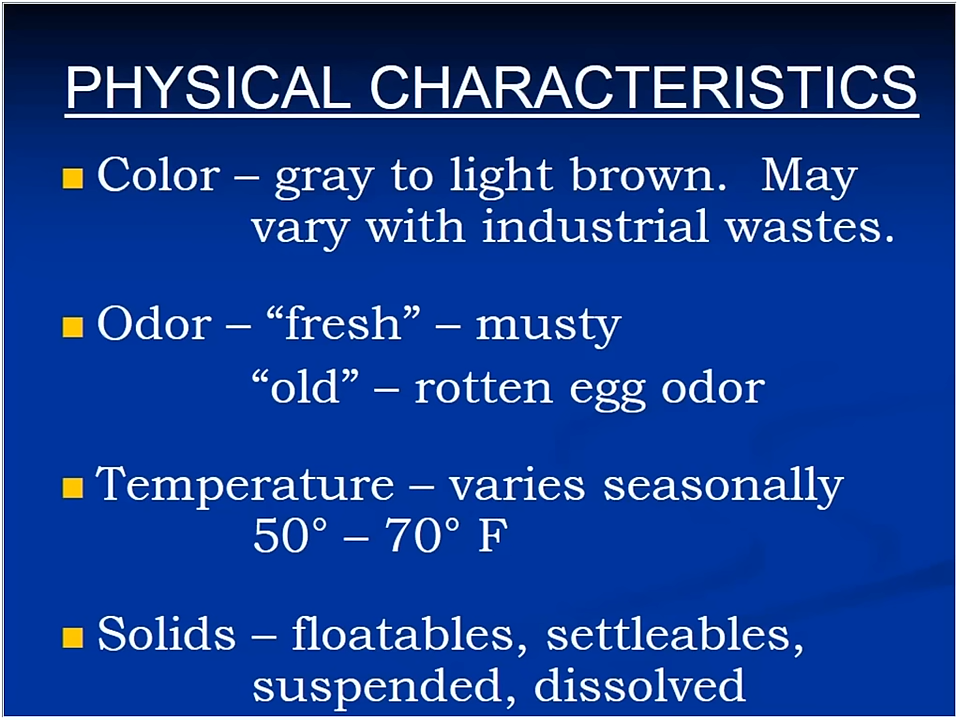 PHYSICAL CHARACTERISTICS
Color – gray to light brown.  May
vary with industrial wastes.
Odor – “fresh” – musty
“old” – rotten egg odor
Temperature – varies seasonally
50° – 70° F
Solids – floatables, settleables,
suspended, dissolved